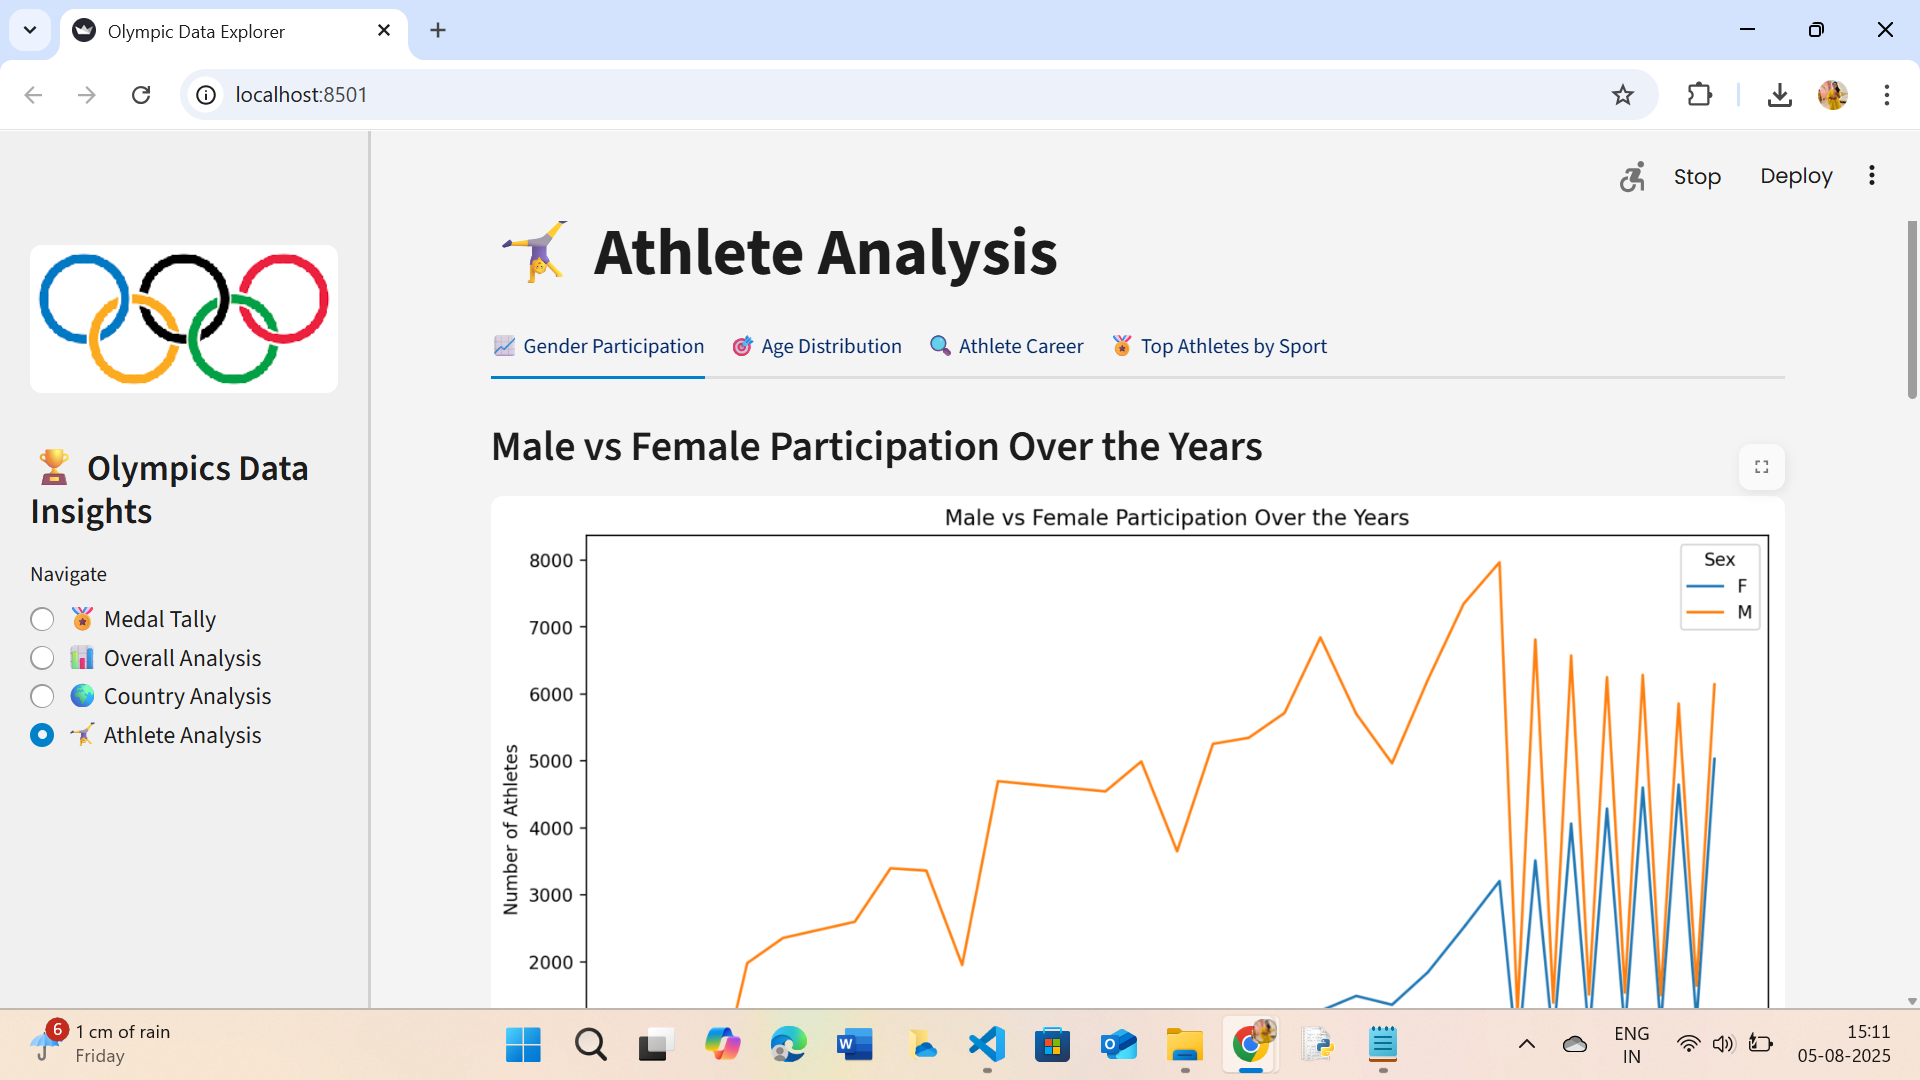 Olympic Data Explorer
localhost:8501
Stop
Deploy
Athlete Analysis
Gender Participation
Age Distribution
Athlete Career
Top Athletes by Sport
Olympics Data
Insights
Navigate
Medal Tally
Overall Analysis
Country Analysis
Athlete Analysis
Male vs Female Participation Over the Years
Male vs Female Participation Over the Years
Sex
F
M
8000
7000
6000
5000
4000
3000
2000
Number of Athletes
6
1 cm of rain
Friday
W
O
ENG
IN
15:11
05-08-2025